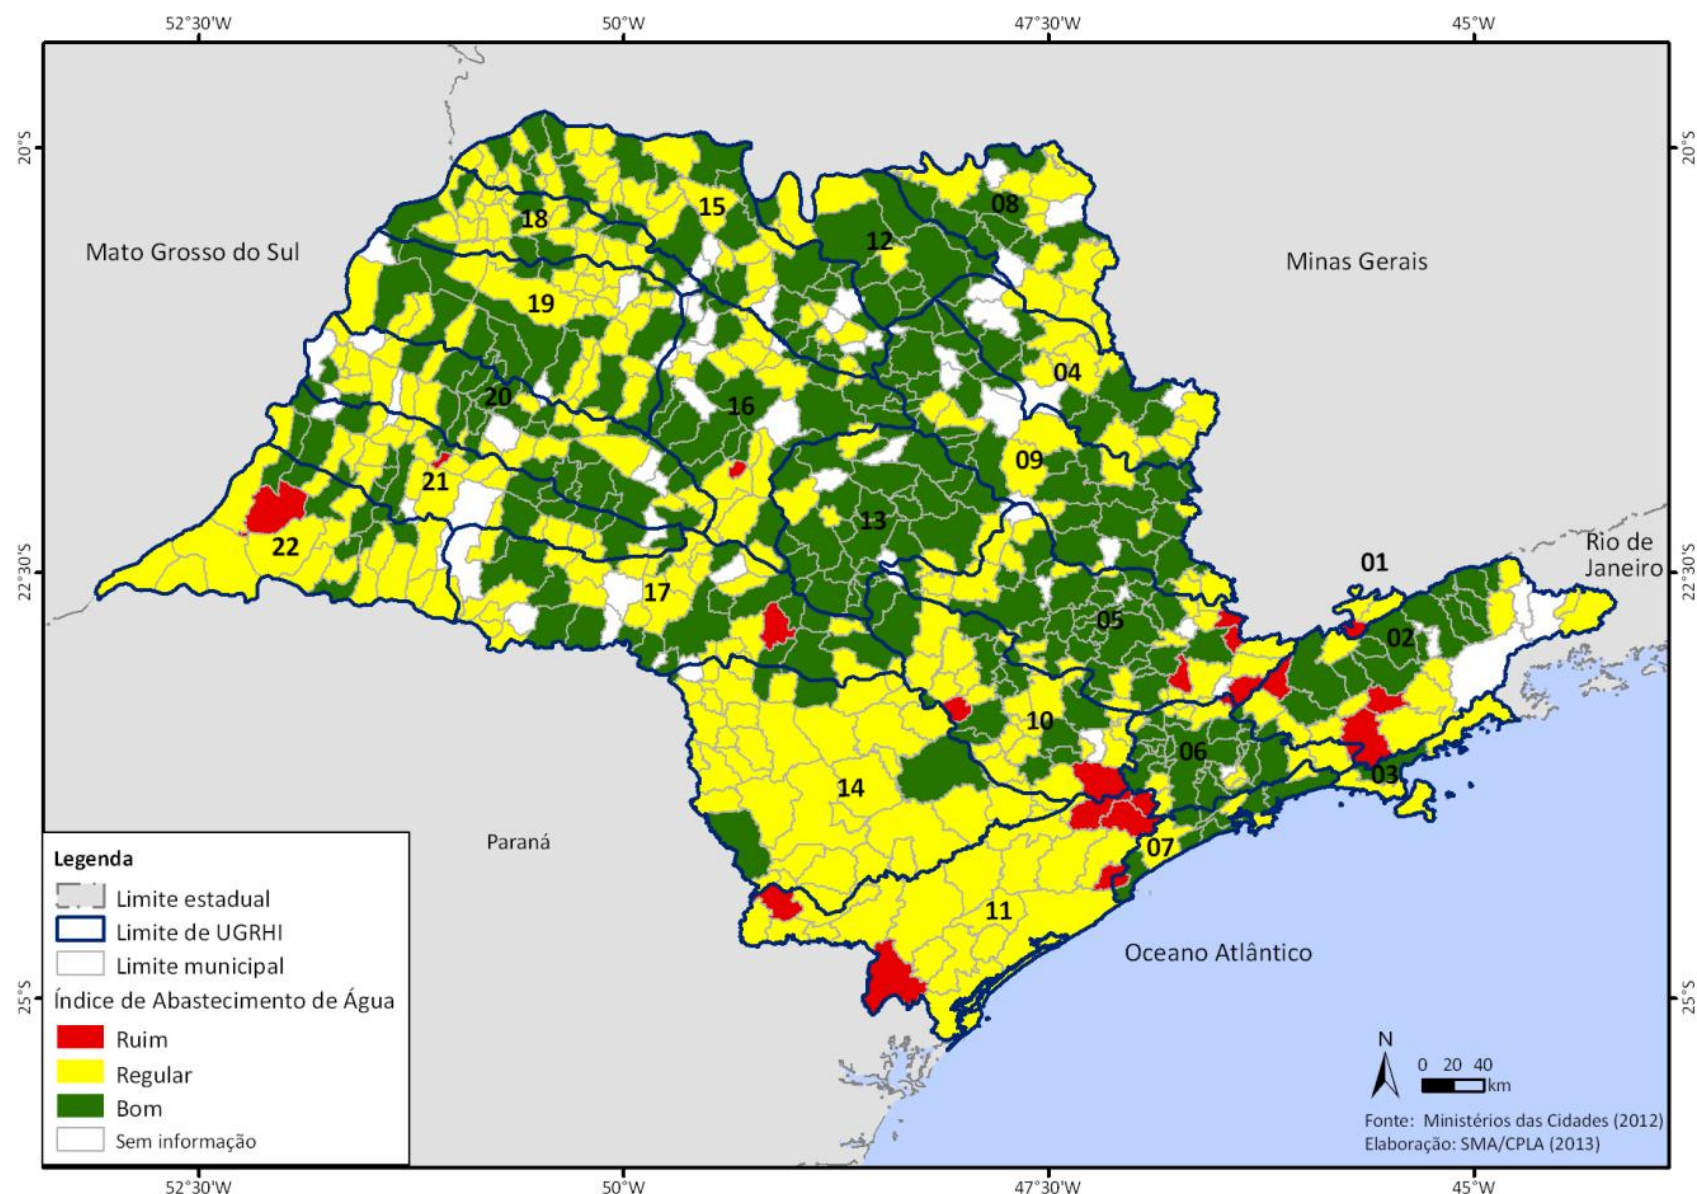 52°30'W
50°W
47°30'W
45°W
20°S
20°S
Mato Grosso do Sul
Minas Gerais
18
15
08
12
19
04
20
16
09
21
13
22
17
01
Rio de
Janeiro
05
02
22°30'S
22°30'S
10
06
03
14
07
11
Paraná
Oceano Atlântico
Legenda
Limite estadual
Limite de UGRHI
Limite municipal
Índice de Abastecimento de Água
Ruim
Regular
Bom
Sem informação
25°S
25°S
N
0 20 40
km
Fonte: Ministérios das Cidades (2012)
Elaboração: SMA/CPLA (2013)
52°30'W
50°W
47°30'W
45°W